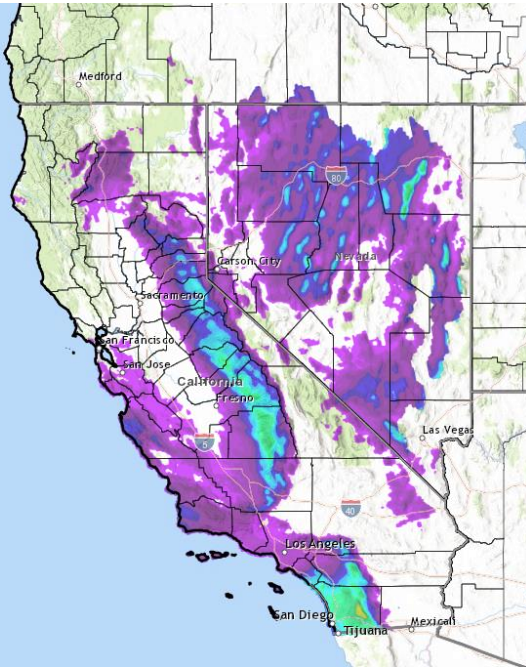 Medford
80
Carson City
Nevada
Sacramento
San Francisco
San Jose
California
Fresno
5
Las Vegas
40
Los Angeles
San Diego
Tijuana
Mexicali